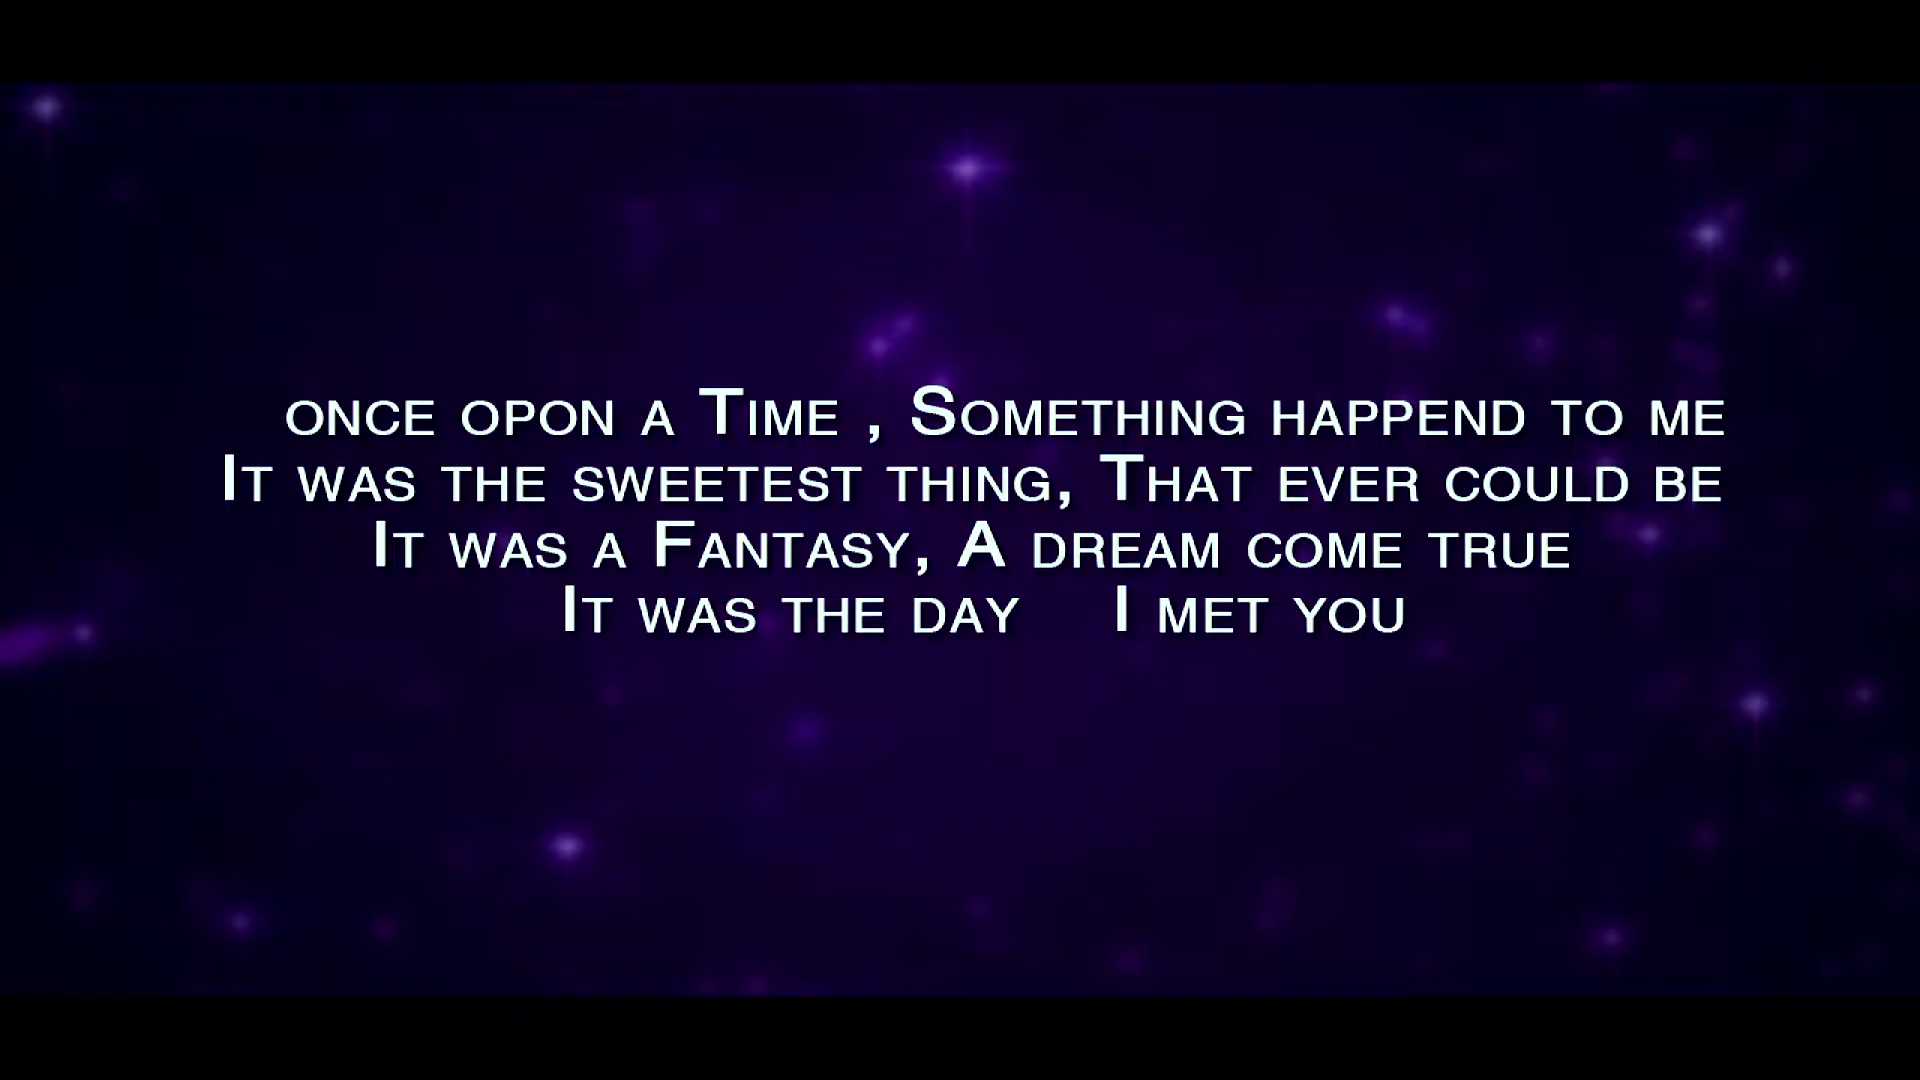 once opon a Time , Something happend to me
It was the sweetest thing, That ever could be
It was a Fantasy, A dream come true
It was the day I met you